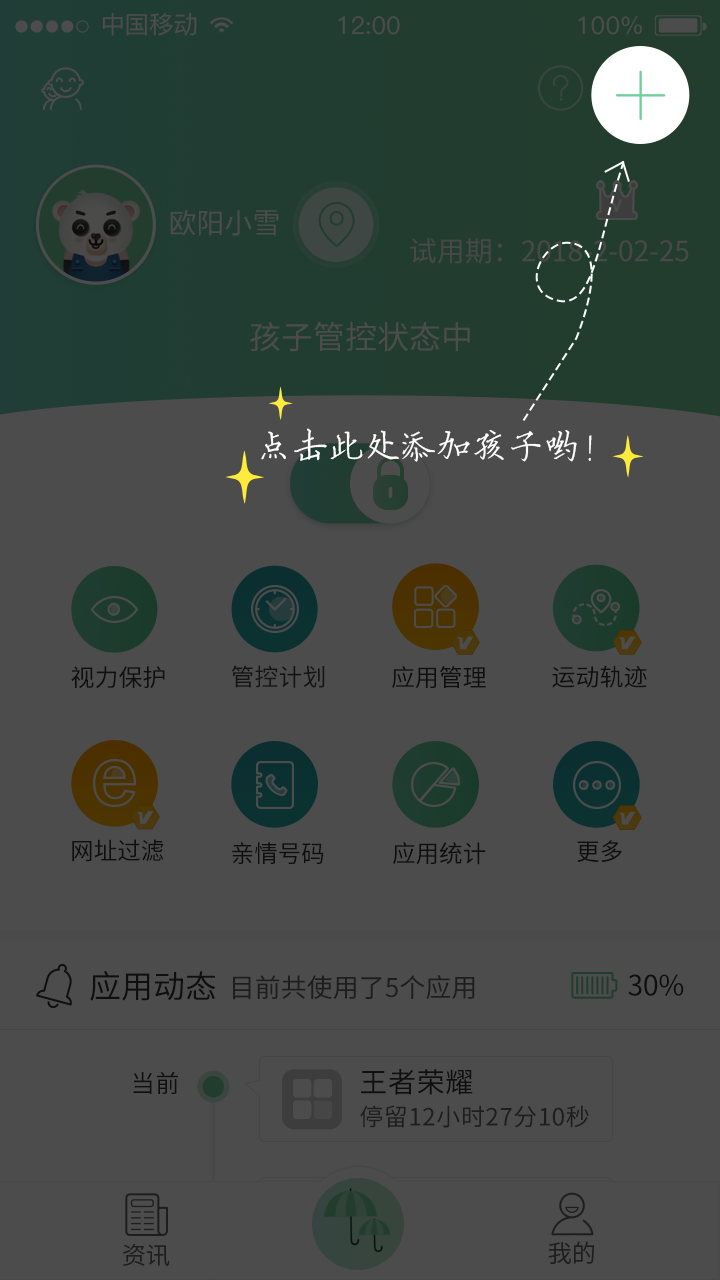 中国移动 12:00 100%
欧阳小雪
试用期：2018-2-02-25
孩子管控状态中
点击此处添加孩子哟！
视力保护 管控计划 应用管理 运动轨迹
网址过滤 亲情号码 应用统计 更多
应用动态 目前共使用了5个应用 30%
当前 王者荣耀
停留12小时27分10秒
资讯 我的